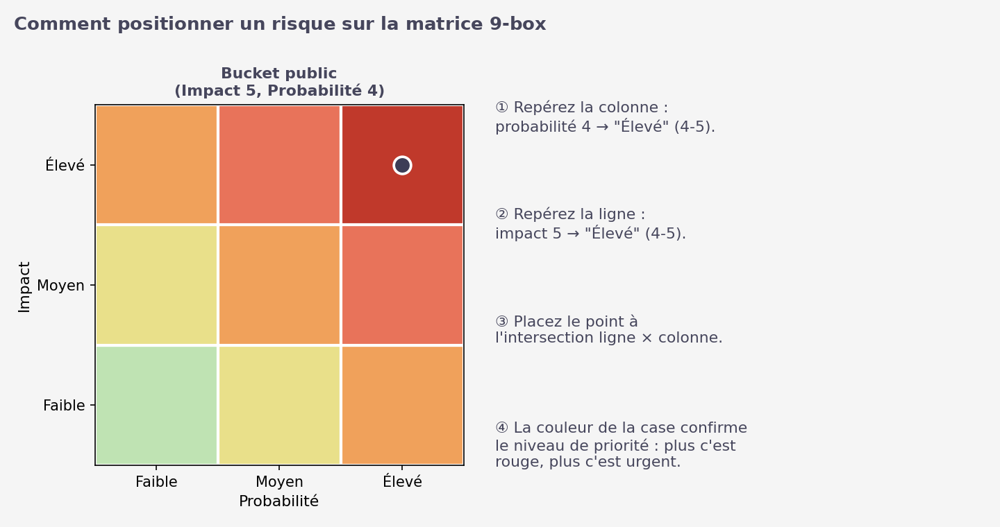 Comment positionner un risque sur la matrice 9-box
Bucket public
(Impact 5, Probabilité 4)
Impact
Élevé
Moyen
Faible
Faible
Moyen
Élevé
Probabilité
① Repérez la colonne :
probabilité 4 → "Élevé" (4-5).
② Repérez la ligne :
impact 5 → "Élevé" (4-5).
③ Placez le point à
l'intersection ligne × colonne.
④ La couleur de la case confirme
le niveau de priorité : plus c'est
rouge, plus c'est urgent.